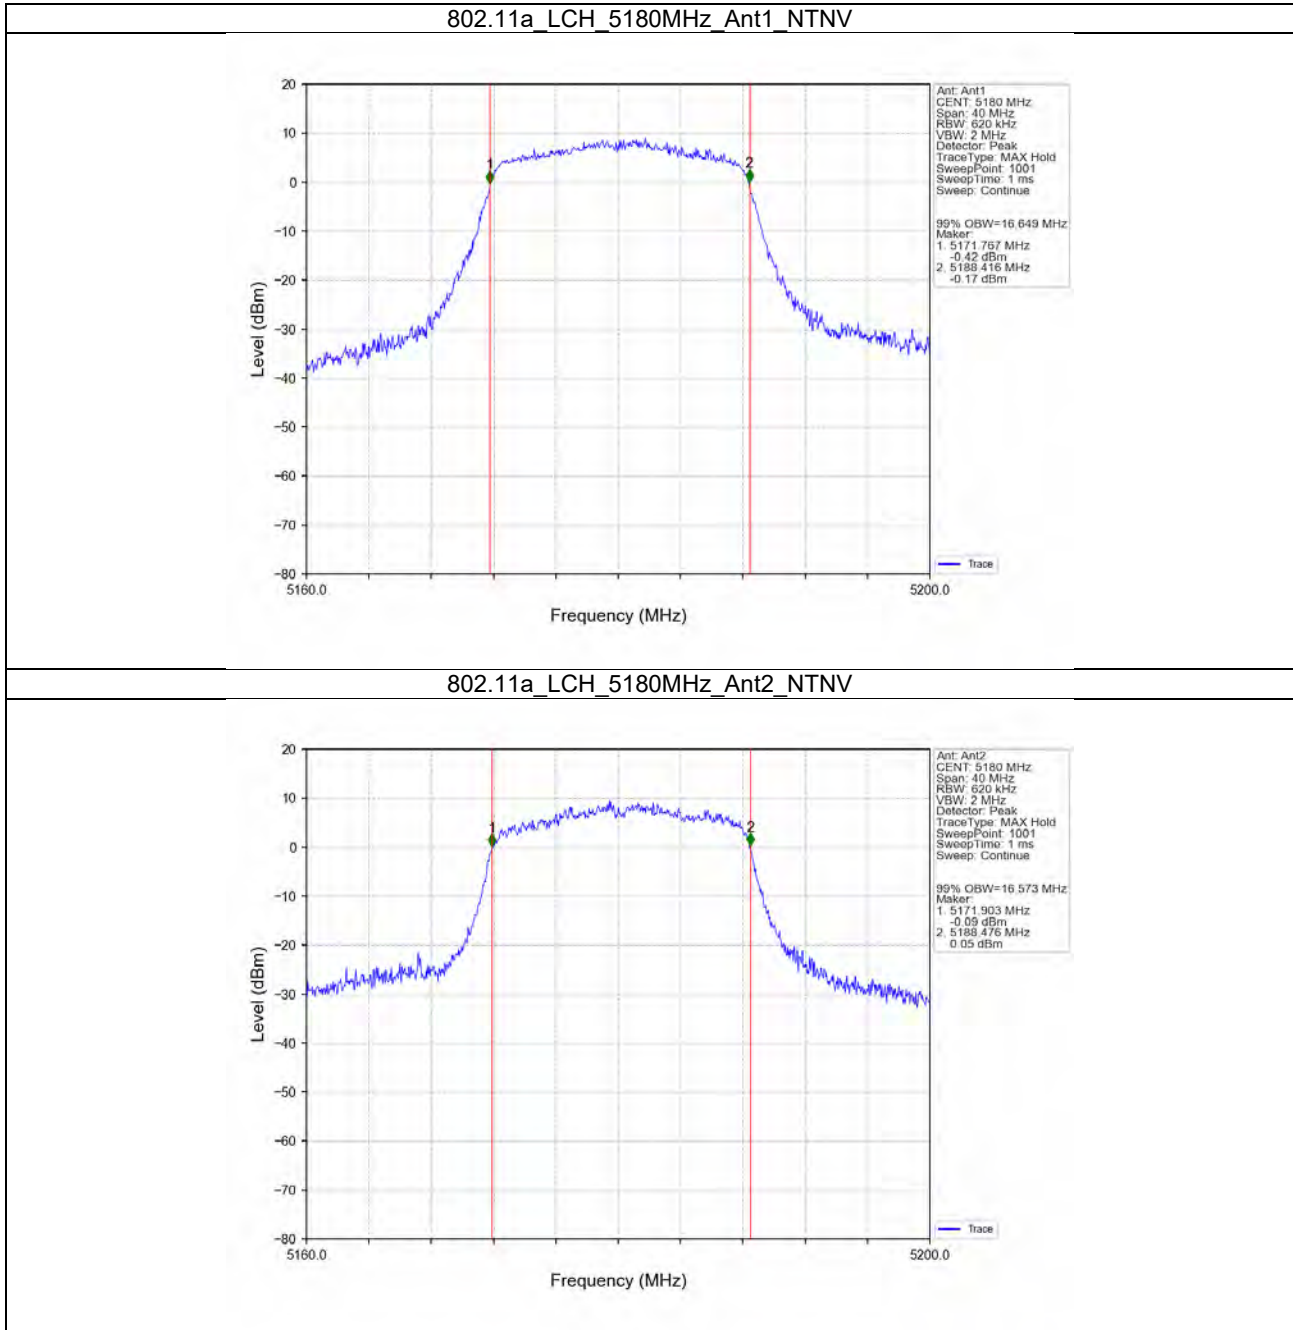 802.11a_LCH_5180MHz_Ant1_NTNV
20
10
0
−10
−20
−30
−40
−50
−60
−70
−80
Level (dBm)
1
2
5160.0
5200.0
Frequency (MHz)
Ant: Ant1
CENT: 5180 MHz
Span: 40 MHz
RBW: 620 kHz
VBW: 2 MHz
Detector: Peak
TraceType: MAX Hold
SweepPoint: 1001
SweepTime: 1 ms
Sweep: Continue
99% OBW=16.649 MHz
Maker:
1. 5171.767 MHz
-0.42 dBm
2. 5188.416 MHz
-0.17 dBm
Trace
802.11a_LCH_5180MHz_Ant2_NTNV
20
10
0
−10
−20
−30
−40
−50
−60
−70
−80
Level (dBm)
1
2
5160.0
5200.0
Frequency (MHz)
Ant: Ant2
CENT: 5180 MHz
Span: 40 MHz
RBW: 620 kHz
VBW: 2 MHz
Detector: Peak
TraceType: MAX Hold
SweepPoint: 1001
SweepTime: 1 ms
Sweep: Continue
99% OBW=16.573 MHz
Maker:
1. 5171.903 MHz
-0.09 dBm
2. 5188.476 MHz
0.05 dBm
Trace